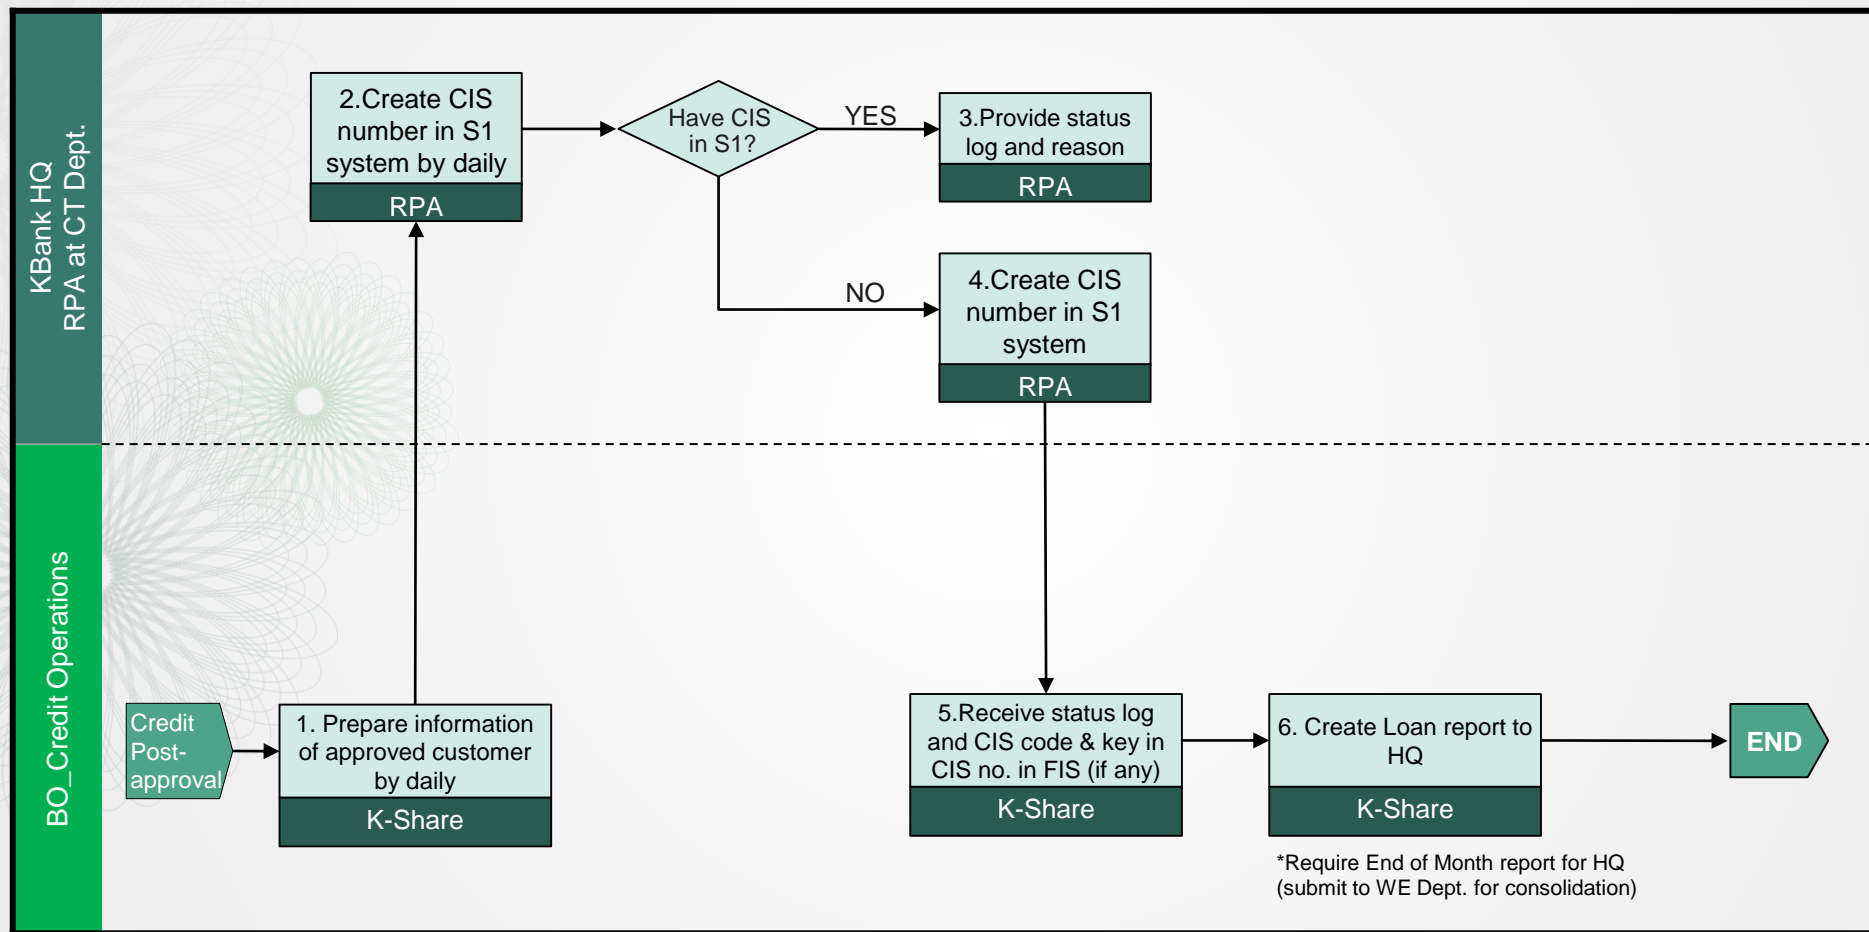 KBank HQ
RPA at CT Dept.
2.Create CIS
number in S1
system by daily
RPA
Have CIS
in S1?
YES
3.Provide status
log and reason
RPA
NO
4.Create CIS
number in S1
system
RPA
BO_Credit Operations
Credit
Post-
approval
1. Prepare information
of approved customer
by daily
K-Share
5.Receive status log
and CIS code & key in
CIS no. in FIS (if any)
K-Share
6. Create Loan report to
HQ
K-Share
END
*Require End of Month report for HQ
(submit to WE Dept. for consolidation)